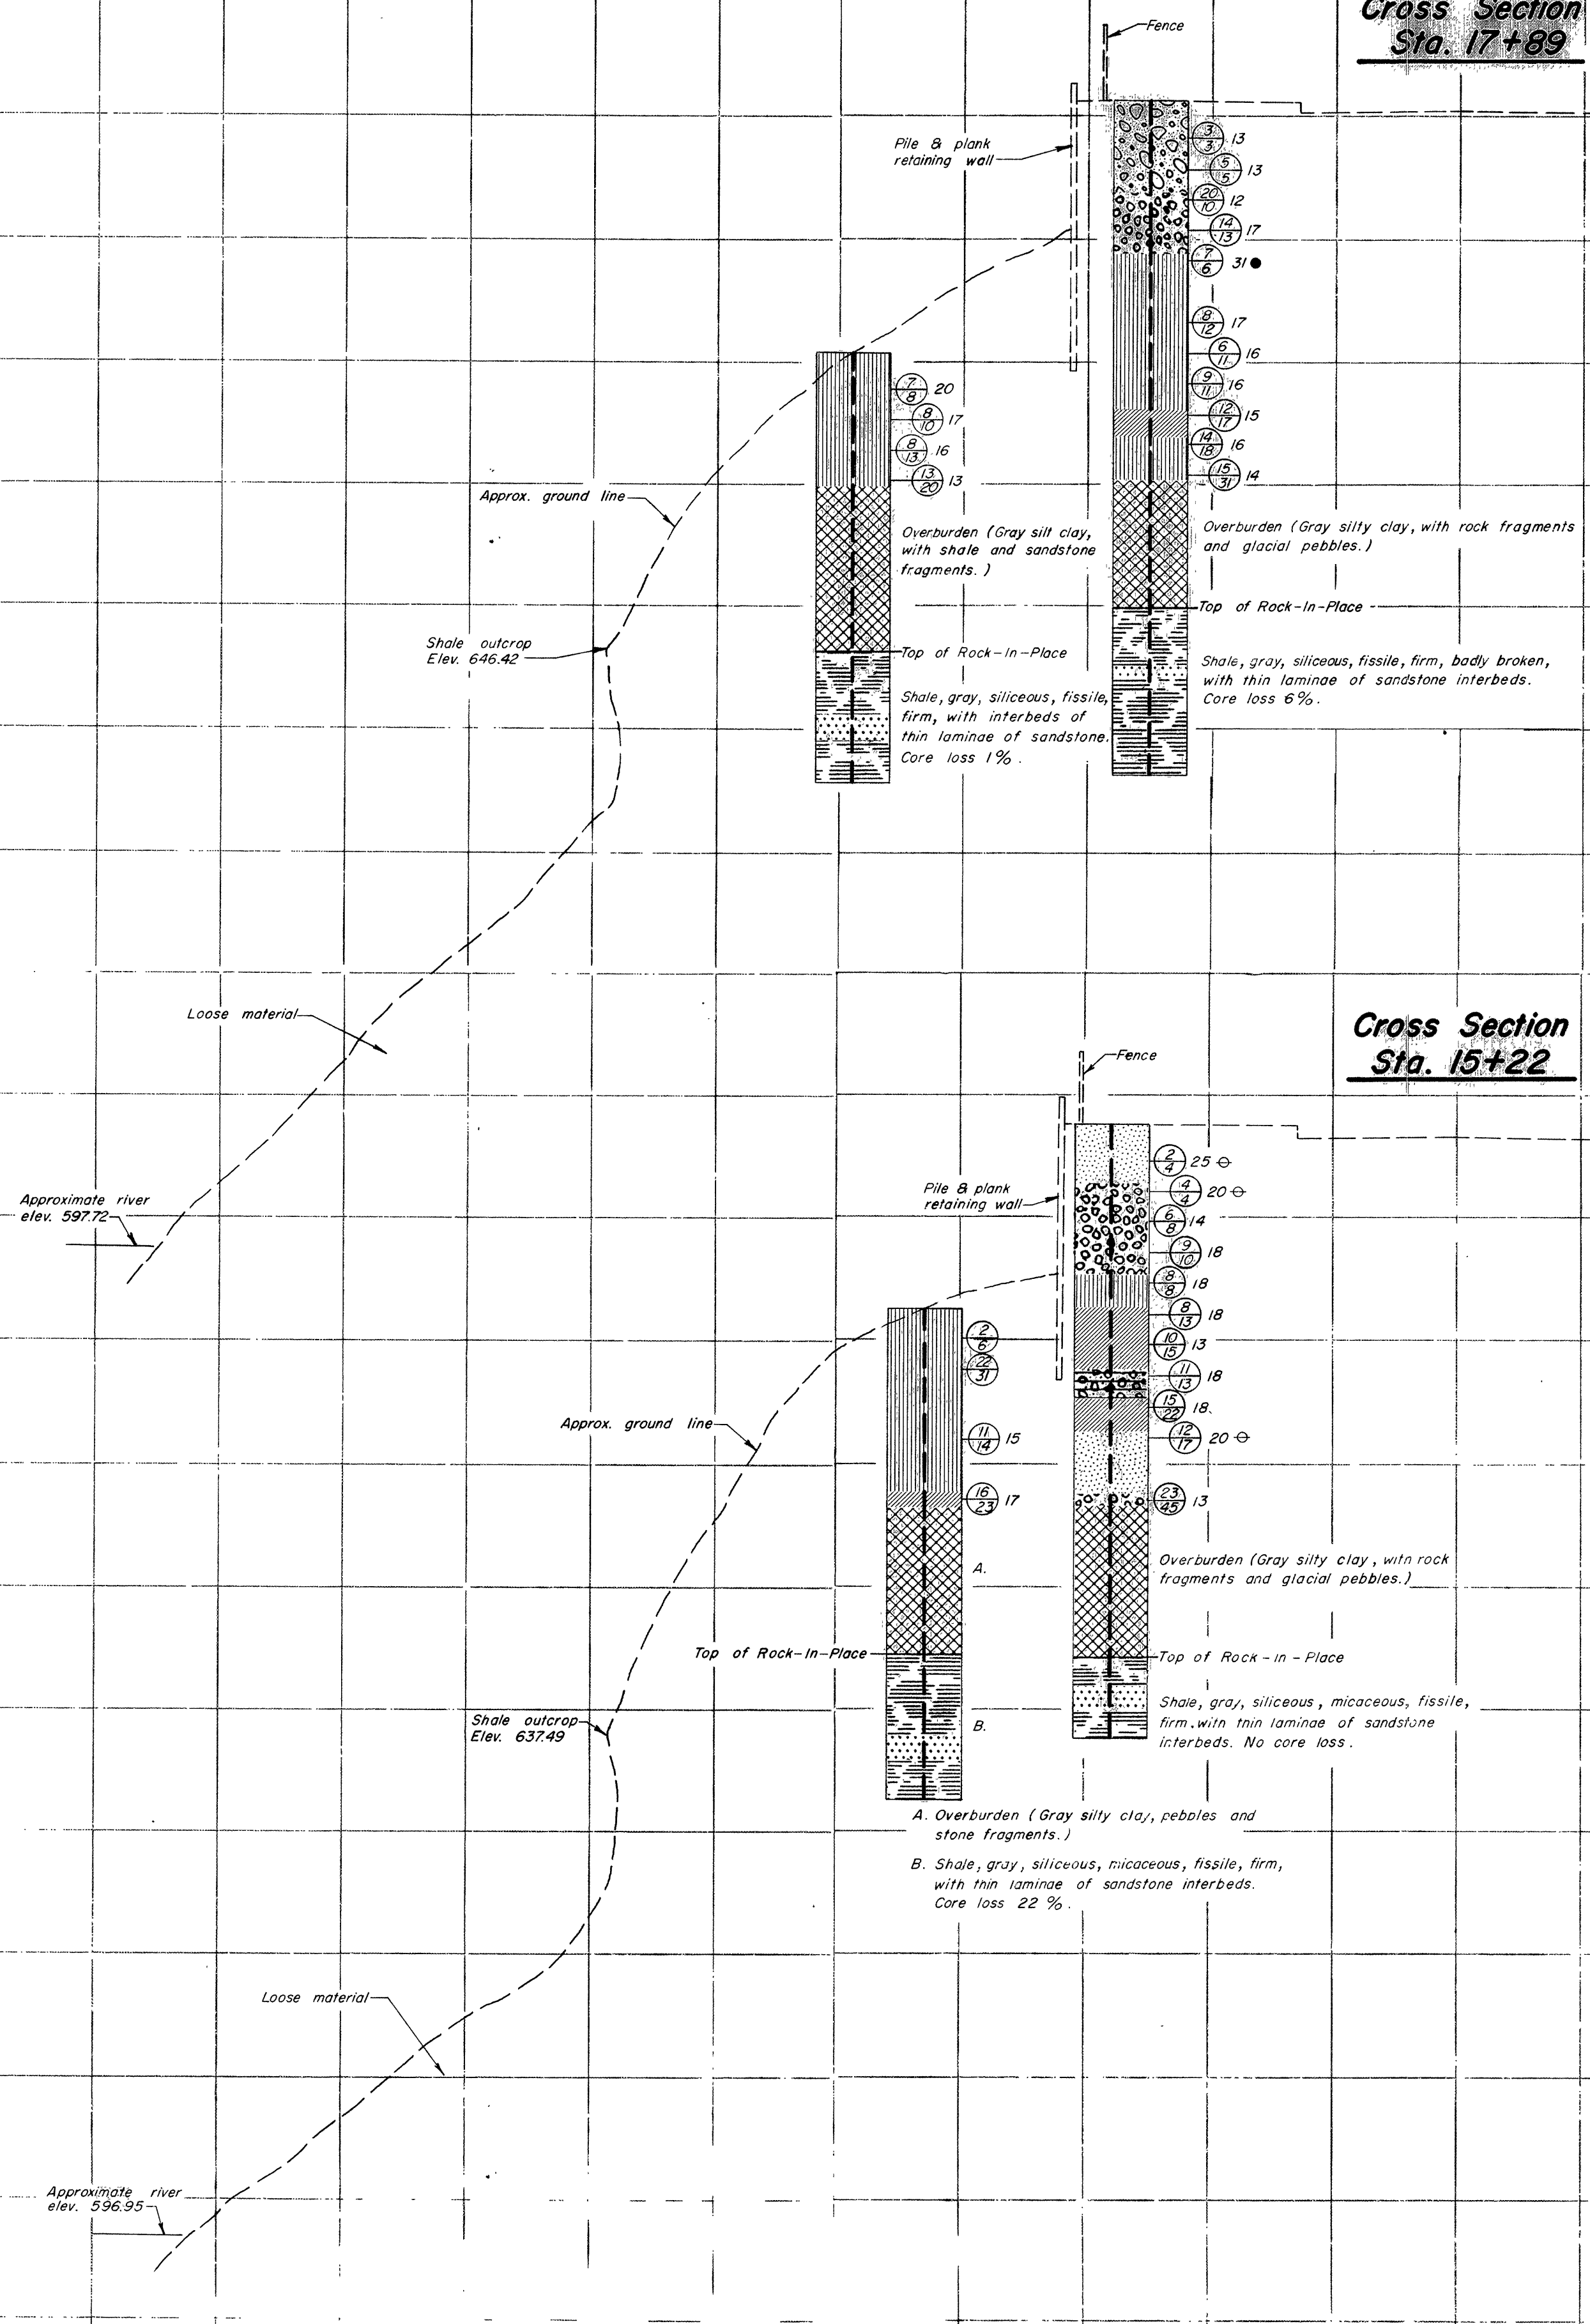 Cross Section
Sta. 17+89
Fence
Pile & plank
retaining wall
3
3
13
5
5
13
20
10
12
14
13
17
7
6
31
8
12
17
6
11
16
9
11
16
12
17
15
14
18
16
15
31
14
7
8
20
8
10
17
8
13
16
13
20
13
Approx. ground line
Overburden (Gray silt clay,
with shale and sandstone
fragments. )
Overburden (Gray silty clay, with rock fragments
and glacial pebbles.)
Top of Rock-In-Place
Shale outcrop
Elev. 646.42
Top of Rock-In-Place
Shale, gray, siliceous, fissile, firm, badly broken,
with thin laminae of sandstone interbeds.
Core loss 6%.
Shale, gray, siliceous, fissile,
firm, with interbeds of
thin laminae of sandstone.
Core loss 1%.
Loose material
Approximate river
elev. 597.72
Cross Section
Sta. 15+22
Fence
Pile & plank
retaining wall
2
4
25
4
4
20
6
8
14
9
10
18
8
8
18
8
13
18
10
15
13
11
13
18
15
22
18
12
17
20
23
45
13
2
6
22
31
11
14
15
16
23
17
Approx. ground line
A.
Overburden (Gray silty clay, with rock
fragments and glacial pebbles.)
Top of Rock-In-Place
Top of Rock-In-Place
Shale outcrop
Elev. 637.49
B.
Shale, gray, siliceous, micaceous, fissile,
firm, with thin laminae of sandstone
interbeds. No core loss.
A. Overburden (Gray silty clay, pebbles and
stone fragments.)
B. Shale, gray, siliceous, micaceous, fissile, firm,
with thin laminae of sandstone interbeds.
Core loss 22 %.
Loose material
Approximate river
elev. 596.95